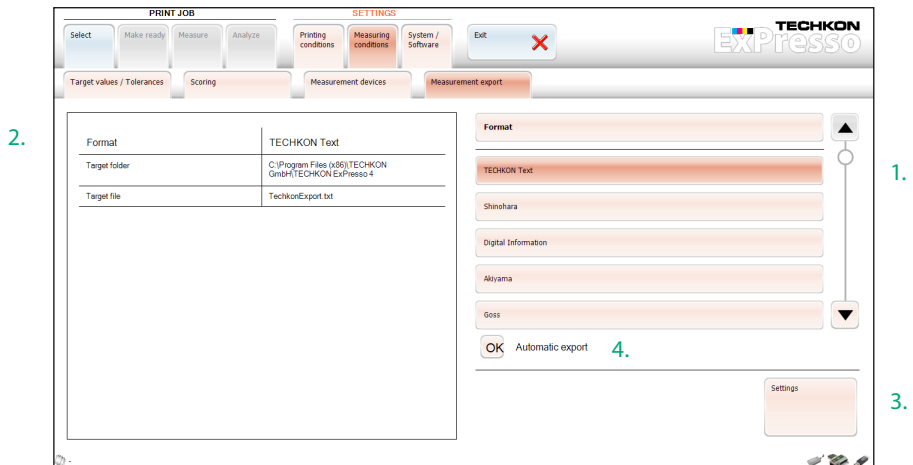 PRINT JOB
SETTINGS
Select
Make ready
Measure
Analyze
Printing
conditions
Measuring
conditions
System /
Software
Exit
TECHKON
ExPresso
Target values / Tolerances
Scoring
Measurement devices
Measurement export
2.
Format
TECHKON Text
Target folder
C:\Program Files (x86)\TECHKON
GmbH\TECHKON ExPresso 4
Target file
TechkonExport.txt
Format
TECHKON Text
1.
Shinohara
Digital Information
Akiyama
Goss
OK
Automatic export
4.
Settings
3.